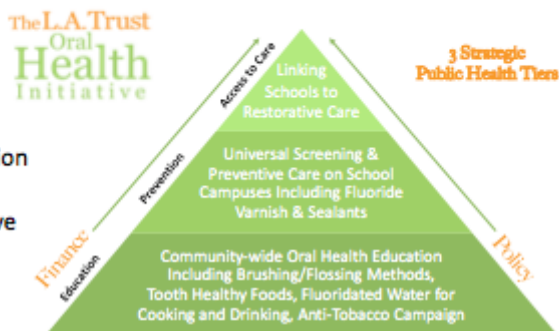 The L.A. Trust
Oral
Health
Initiative
3 Strategic
Public Health Tiers
Access to Care
Linking
Schools to
Restorative Care
Prevention
Universal Screening &
Preventive Care on School
Campuses Including Fluoride
Varnish & Sealants
Finance
Education
Policy
Community-wide Oral Health Education
Including Brushing/Flossing Methods,
Tooth Healthy Foods, Fluoridated Water for
Cooking and Drinking, Anti-Tobacco Campaign